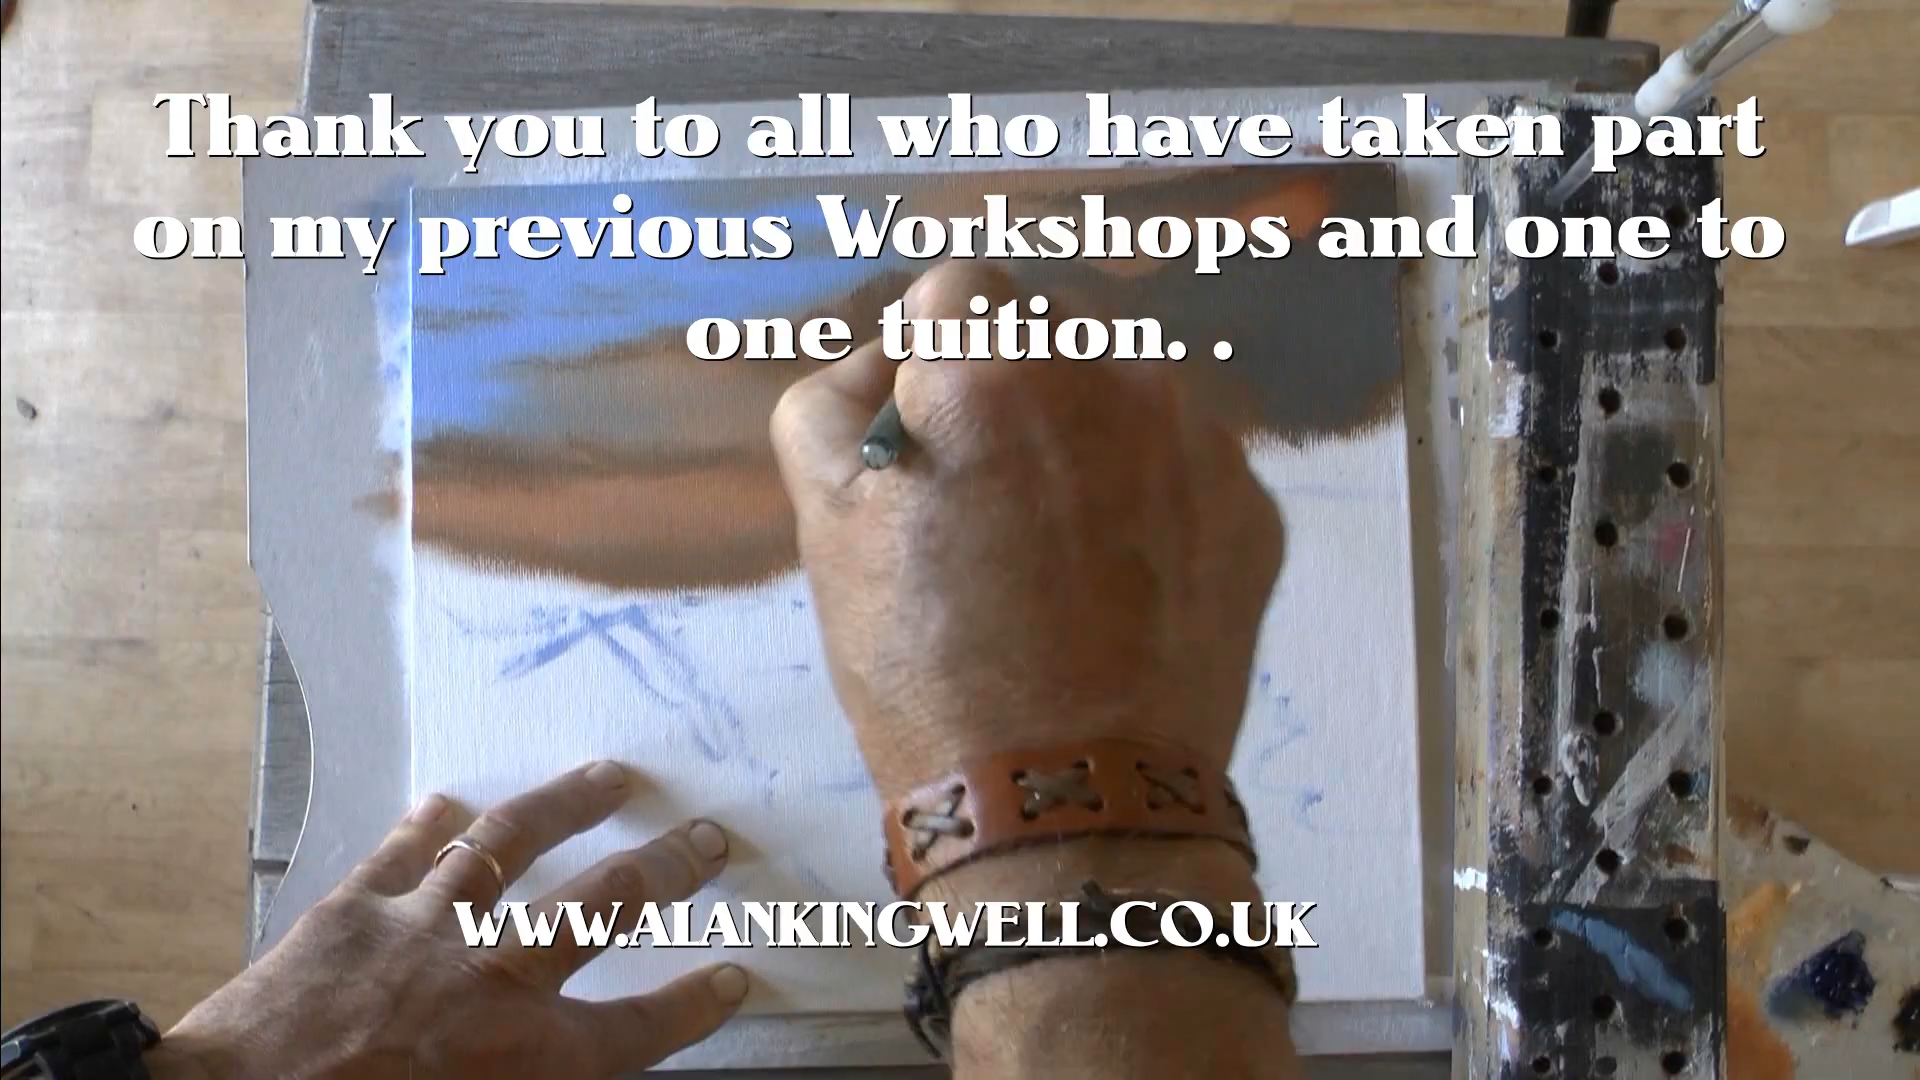 Thank you to all who have taken part
on my previous Workshops and one to
one tuition. .
WWW.ALANKINGWELL.CO.UK